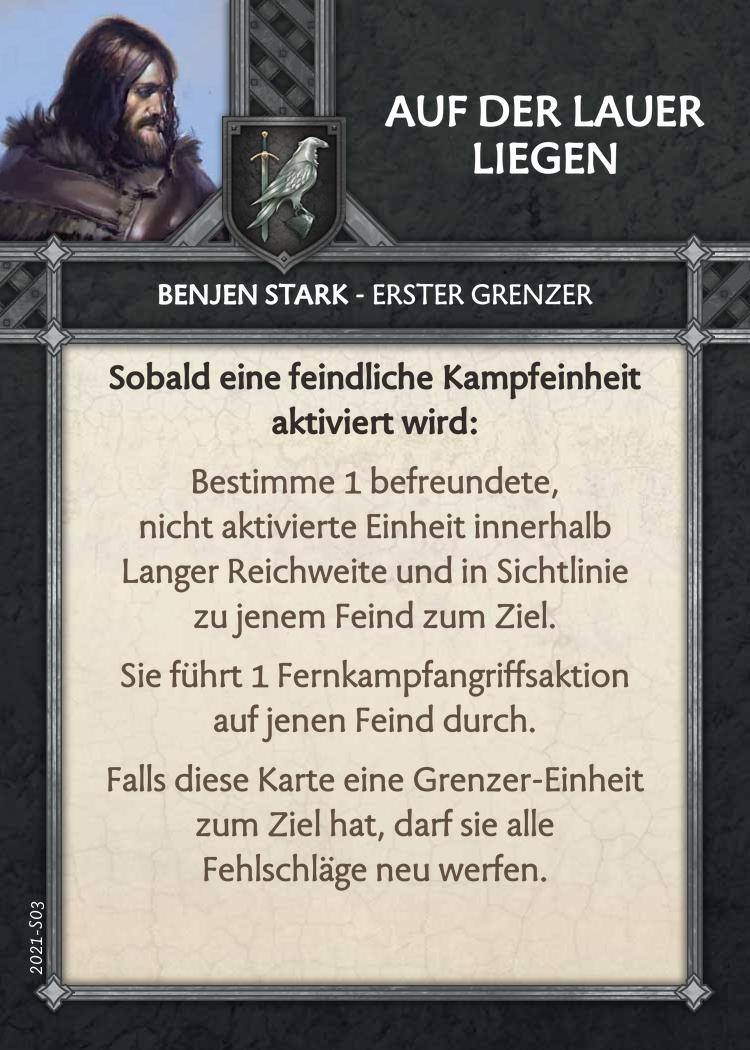 AUF DER LAUER
LIEGEN
BENJEN STARK - ERSTER GRENZER
Sobald eine feindliche Kampfeinheit
aktiviert wird:
Bestimme 1 befreundete,
nicht aktivierte Einheit innerhalb
Langer Reichweite und in Sichtlinie
zu jenem Feind zum Ziel.
Sie führt 1 Fernkampfangriffsaktion
auf jenen Feind durch.
Falls diese Karte eine Grenzer-Einheit
zum Ziel hat, darf sie alle
Fehlschläge neu werfen.
2021-S03